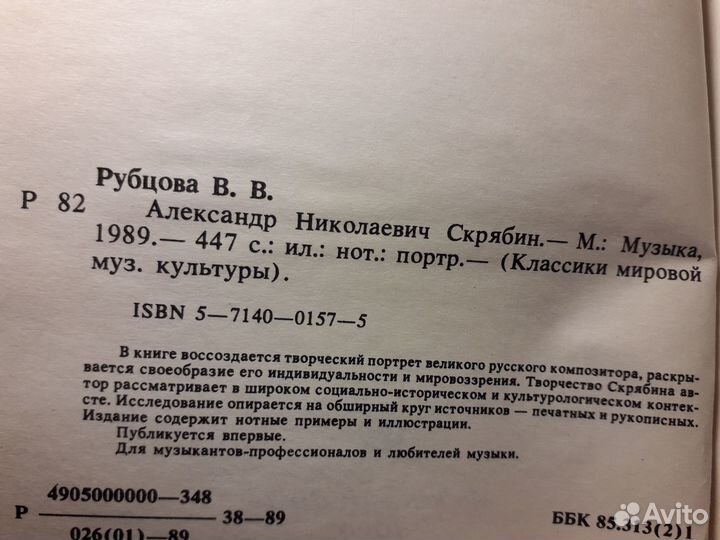 Рубцова В. В.
Р 82 Александр Николаевич Скрябин.— М.: Музыка,
1989.— 447 с.: ил.: нот.: портр.— (Классики мировой
муз. культуры).
ISBN 5—7140—0157—5
В книге воссоздается творческий портрет великого русского композитора, раскры-
вается своеобразие его индивидуальности и мировоззрения. Творчество Скрябина ав-
тор рассматривает в широком социально-историческом и культурологическом контек-
сте. Исследование опирается на обширный круг источников — печатных и рукописных.
Издание содержит нотные примеры и иллюстрации.
Публикуется впервые.
Для музыкантов-профессионалов и любителей музыки.
4905000000—348
Р 38—89
026(01)—89
ББК 85.313(2)1
Avito